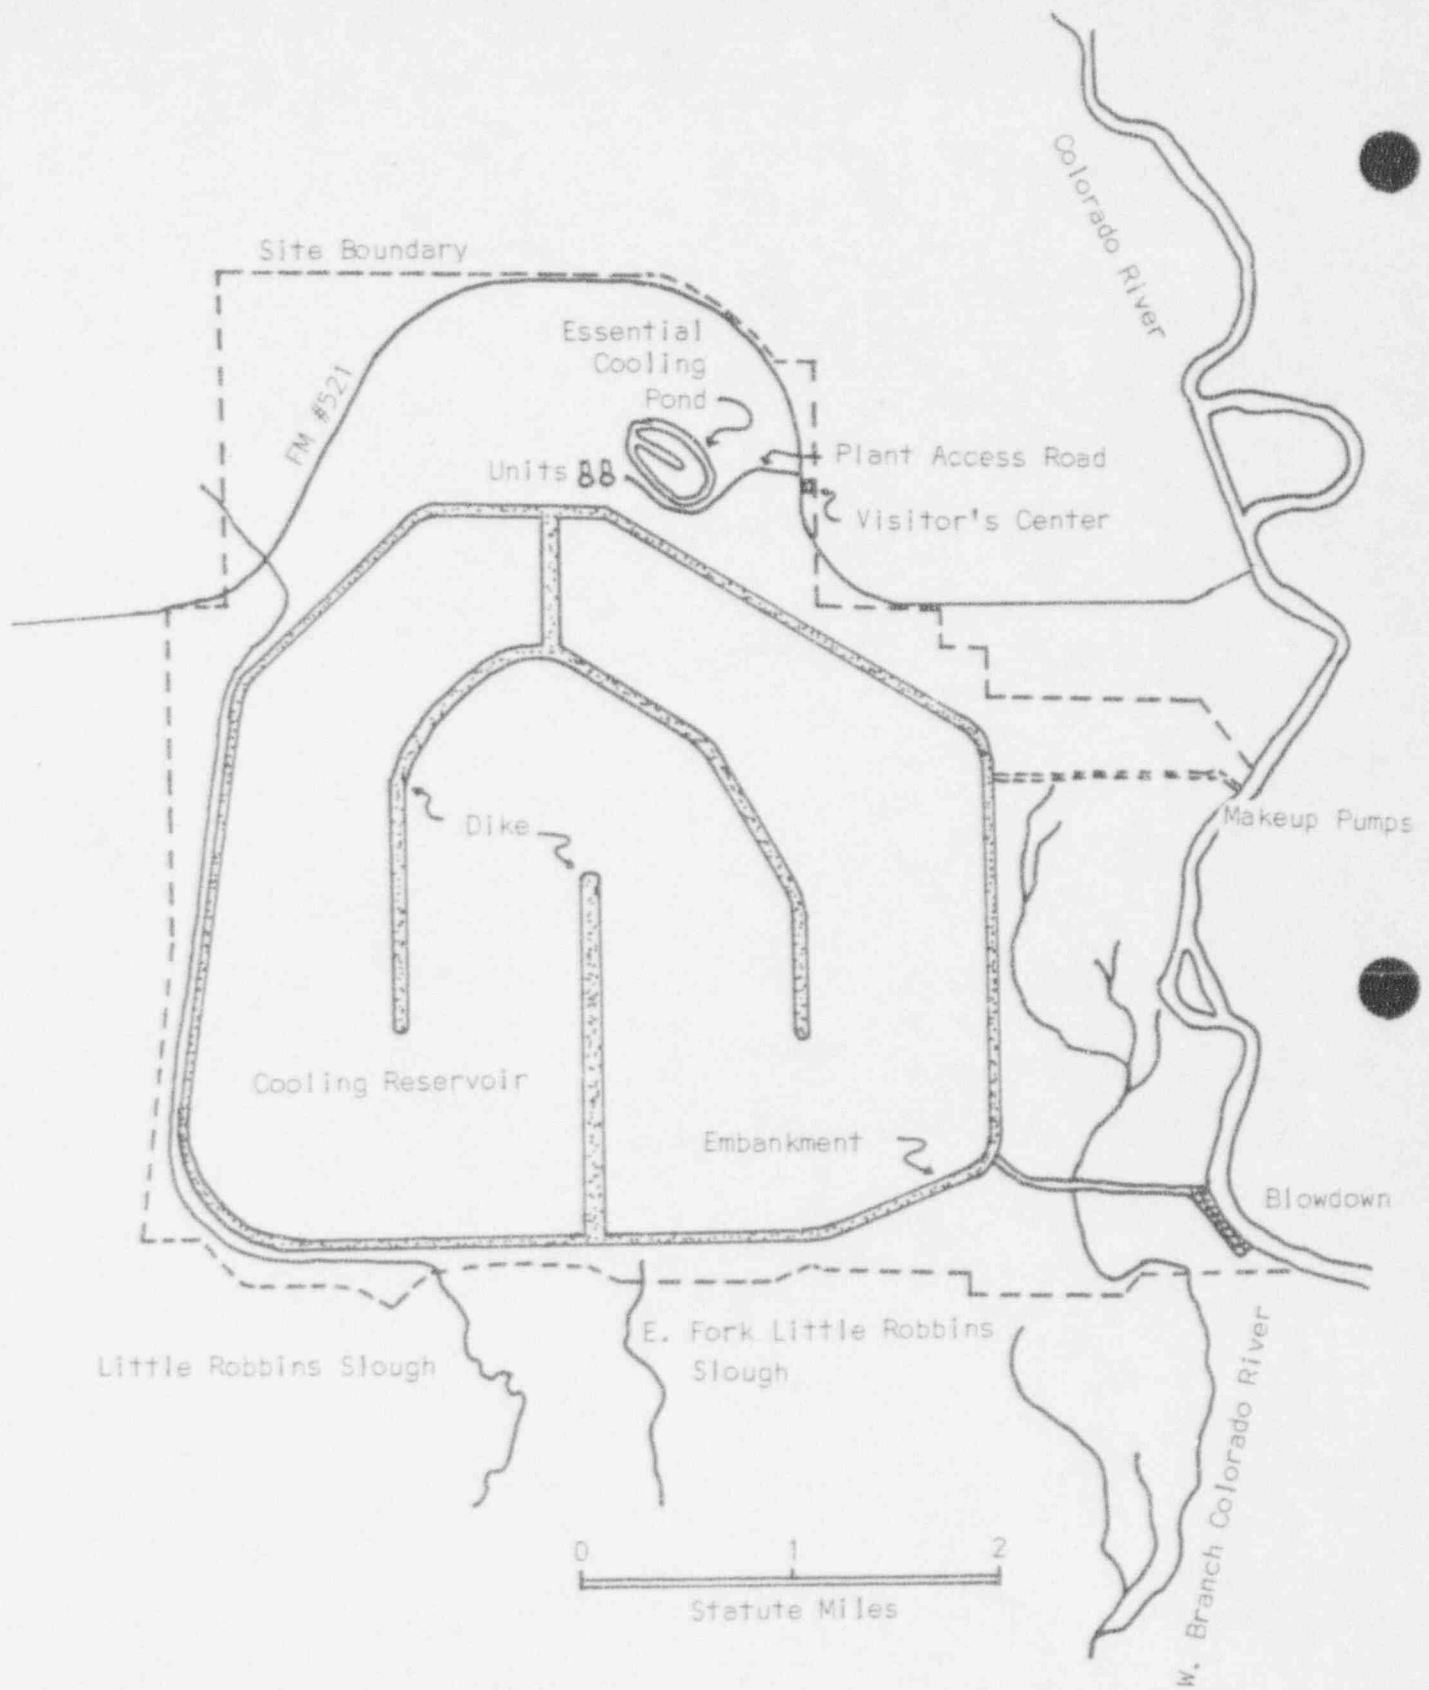 Colorado River
Site Boundary
Essential
Cooling
Pond
FM #521
Units
Plant Access Road
Visitor's Center
Makeup Pumps
Dike
Cooling Reservoir
Embankment
Blowdown
E. Fork Little Robbins
Slough
Little Robbins Slough
W. Branch Colorado River
0 1 2
Statute Miles